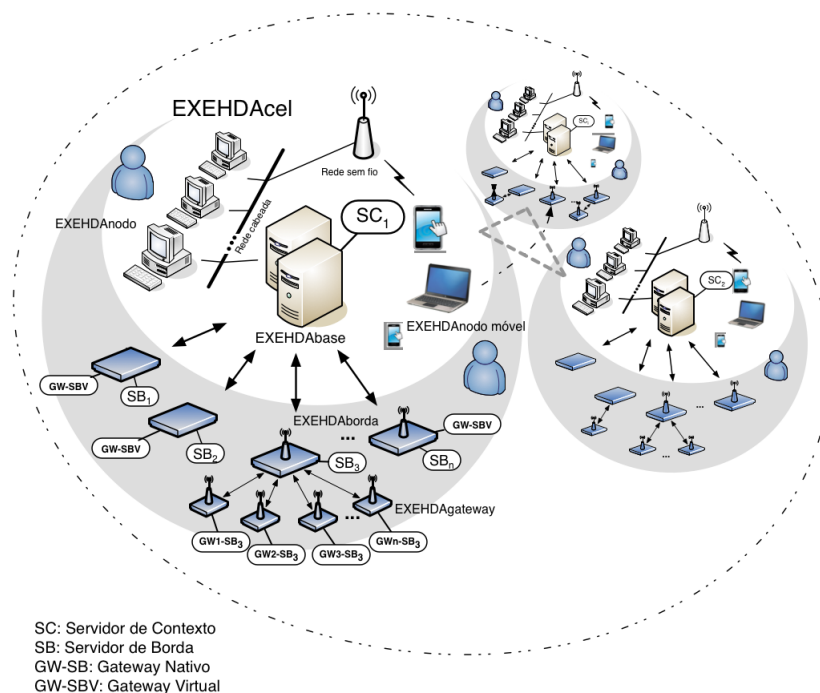 EXEHDAcel
Rede sem fio
EXEHDAnodo
Rede cabeada
SC1
EXEHDAbase
EXEHDAnodo móvel
GW-SBV
SB1
GW-SBV
SB2
EXEHDAborda
...
GW-SBV
SB3
SBn
EXEHDAgateway
...
GW1-SB3
GW2-SB3
GW3-SB3
GWn-SB3
SC2
...
...
SC: Servidor de Contexto
SB: Servidor de Borda
GW-SB: Gateway Nativo
GW-SBV: Gateway Virtual